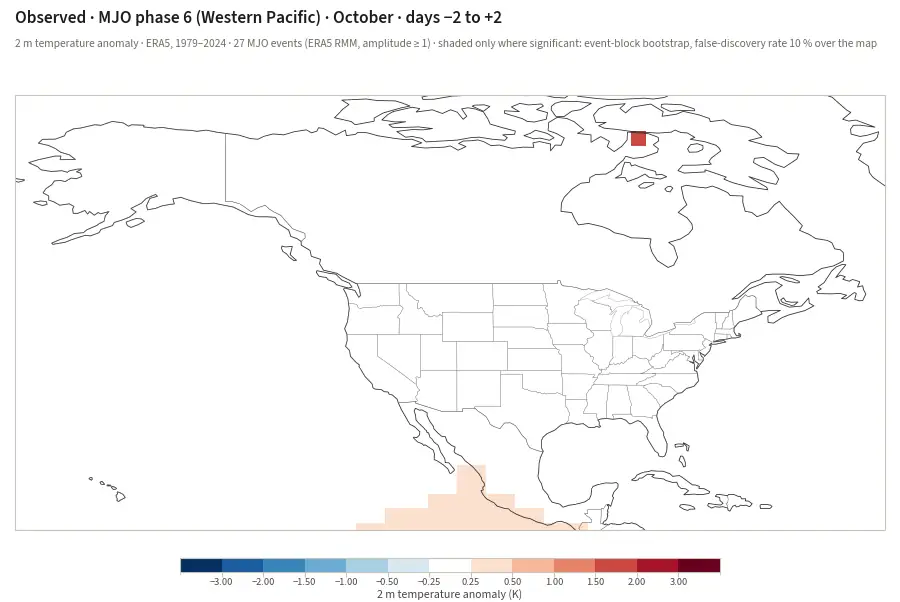 Observed · MJO phase 6 (Western Pacific) · October · days −2 to +2
2 m temperature anomaly · ERA5, 1979–2024 · 27 MJO events (ERA5 RMM, amplitude ≥ 1) · shaded only where significant: event-block bootstrap, false-discovery rate 10 % over the map
−3.00 −2.00 −1.50 −1.00 −0.50 −0.25 0.25 0.50 1.00 1.50 2.00 3.00
2 m temperature anomaly (K)